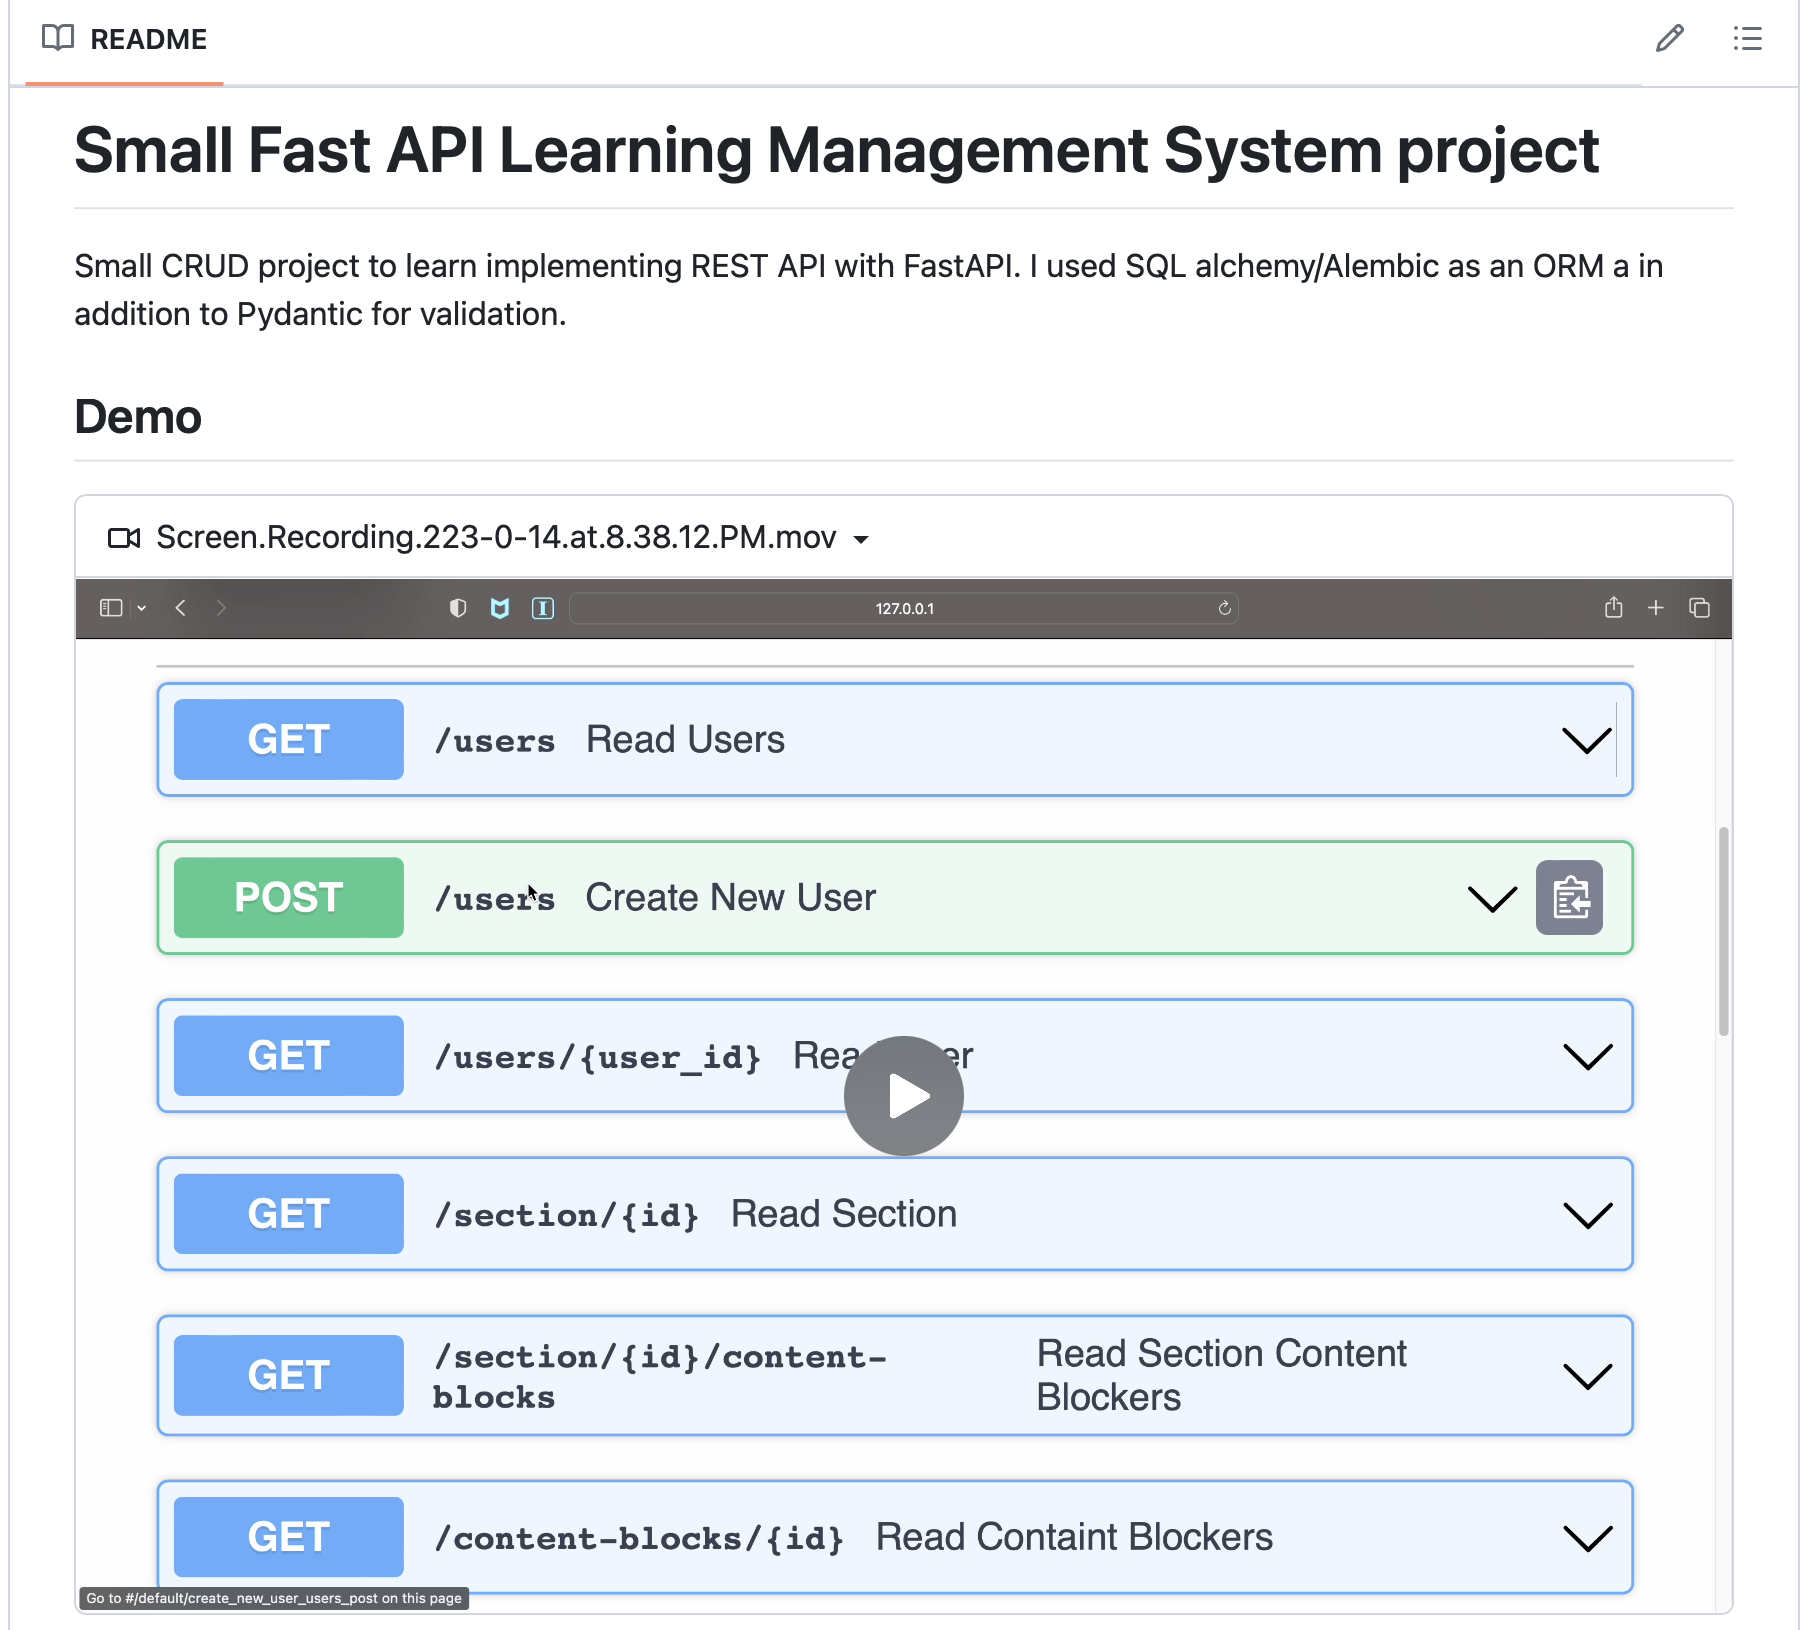 README
Small Fast API Learning Management System project
Small CRUD project to learn implementing REST API with FastAPI. I used SQL alchemy/Alembic as an ORM a in
addition to Pydantic for validation.
Demo
Screen.Recording.223-0-14.at.8.38.12.PM.mov
127.0.0.1
GET /users Read Users
POST /users Create New User
GET /users/{user_id}
GET /section/{id} Read Section
GET /section/{id}/content-
blocks
Read Section Content
Blockers
GET /content-blocks/{id} Read Containt Blockers
Go to #/default/create_new_user_users_post on this page